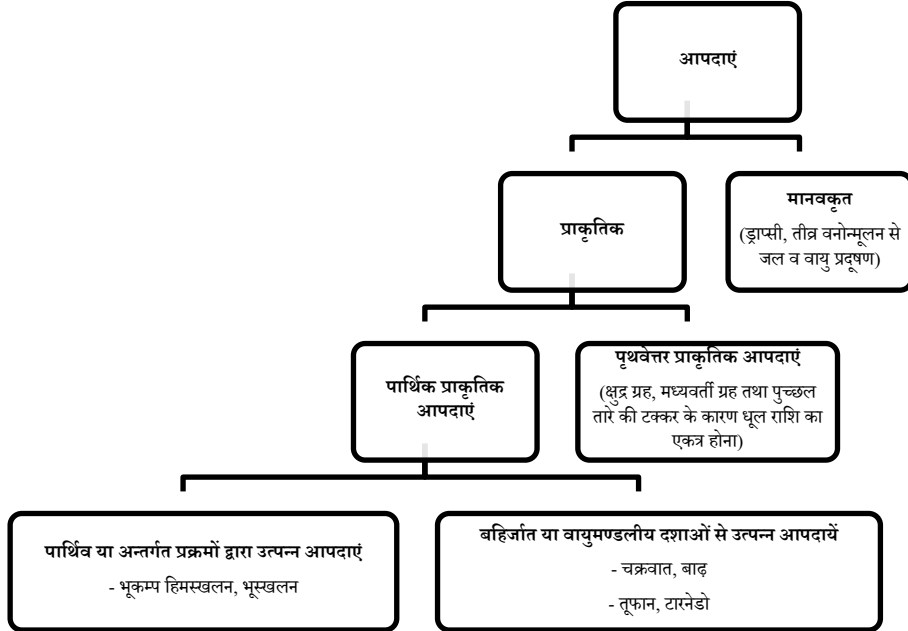 आपदाएं
प्राकृतिक
मानवकृत
(ड्राप्सी, तीव्र वनोन्मूलन से
जल व वायु प्रदूषण)
पार्थिक प्राकृतिक
आपदाएं
पृथवेत्तर प्राकृतिक आपदाएं
(क्षुद्र ग्रह, मध्यवर्ती ग्रह तथा पुच्छल
तारे की टक्कर के कारण धूल राशि का
एकत्र होना)
पार्थिव या अन्तर्गत प्रक्रमों द्वारा उत्पन्न आपदाएं
- भूकम्प हिमस्खलन, भूस्खलन
बहिर्जात या वायुमण्डलीय दशाओं से उत्पन्न आपदायें
- चक्रवात, बाढ़
- तूफान, टारनेडो